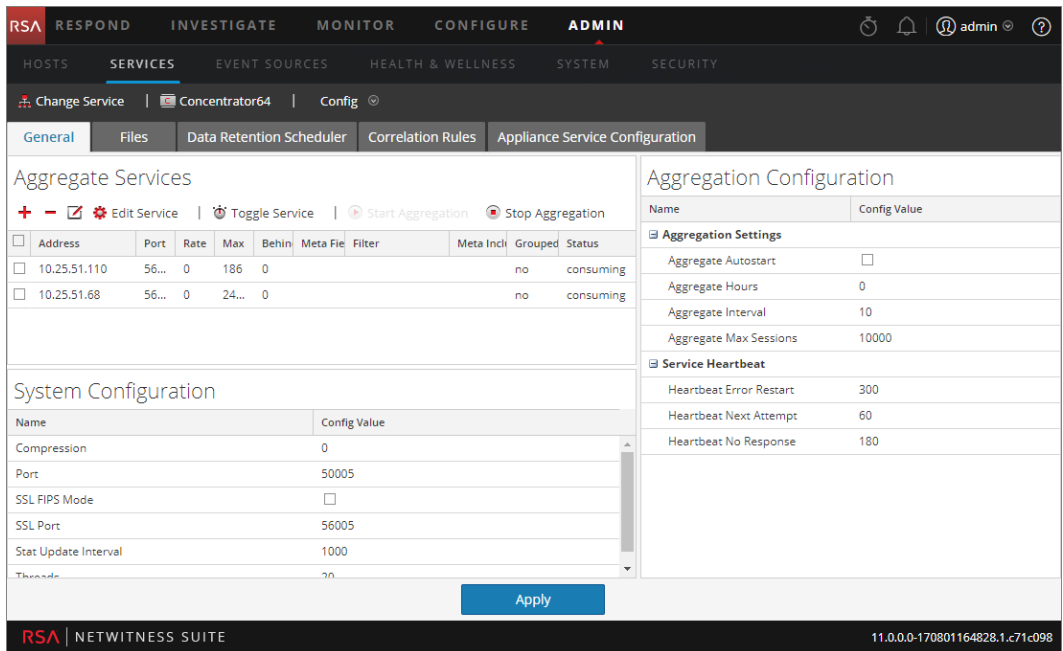 RSA RESPOND INVESTIGATE MONITOR CONFIGURE ADMIN admin
HOSTS SERVICES EVENT SOURCES HEALTH & WELLNESS SYSTEM SECURITY
Change Service | Concentrator64 | Config
General Files Data Retention Scheduler Correlation Rules Appliance Service Configuration
Aggregate Services
Edit Service | Toggle Service | Start Aggregation Stop Aggregation
Address Port Rate Max Behin Meta Fie Filter Meta Inclu Grouped Status
10.25.51.110 56... 0 186 0 no consuming
10.25.51.68 56... 0 24... 0 no consuming
System Configuration
Name Config Value
Compression 0
Port 50005
SSL FIPS Mode
SSL Port 56005
Stat Update Interval 1000
Threads 20
Aggregation Configuration
Name Config Value
Aggregation Settings
Aggregate Autostart
Aggregate Hours 0
Aggregate Interval 10
Aggregate Max Sessions 10000
Service Heartbeat
Heartbeat Error Restart 300
Heartbeat Next Attempt 60
Heartbeat No Response 180
Apply
RSA | NETWITNESS SUITE 11.0.0.0-170801164828.1.c71c098